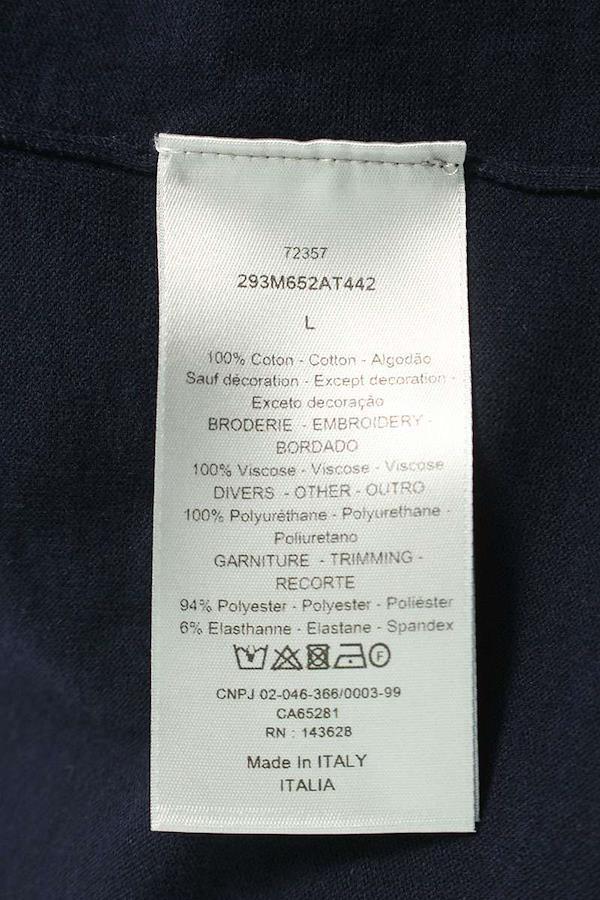 72357
293M652AT442
L
100% Coton - Cotton - Algodão
Sauf décoration - Except decoration -
Exceto decoração
BRODERIE - EMBROIDERY -
BORDADO
100% Viscose - Viscose - Viscose
DIVERS - OTHER - OUTRO
100% Polyuréthane - Polyurethane -
Poliuretano
GARNITURE - TRIMMING -
RECORTE
94% Polyester - Polyester - Poliéster
6% Elasthanne - Elastane - Spandex
F
CNPJ 02-046-366/0003-99
CA65281
RN : 143628
Made In ITALY
ITALIA